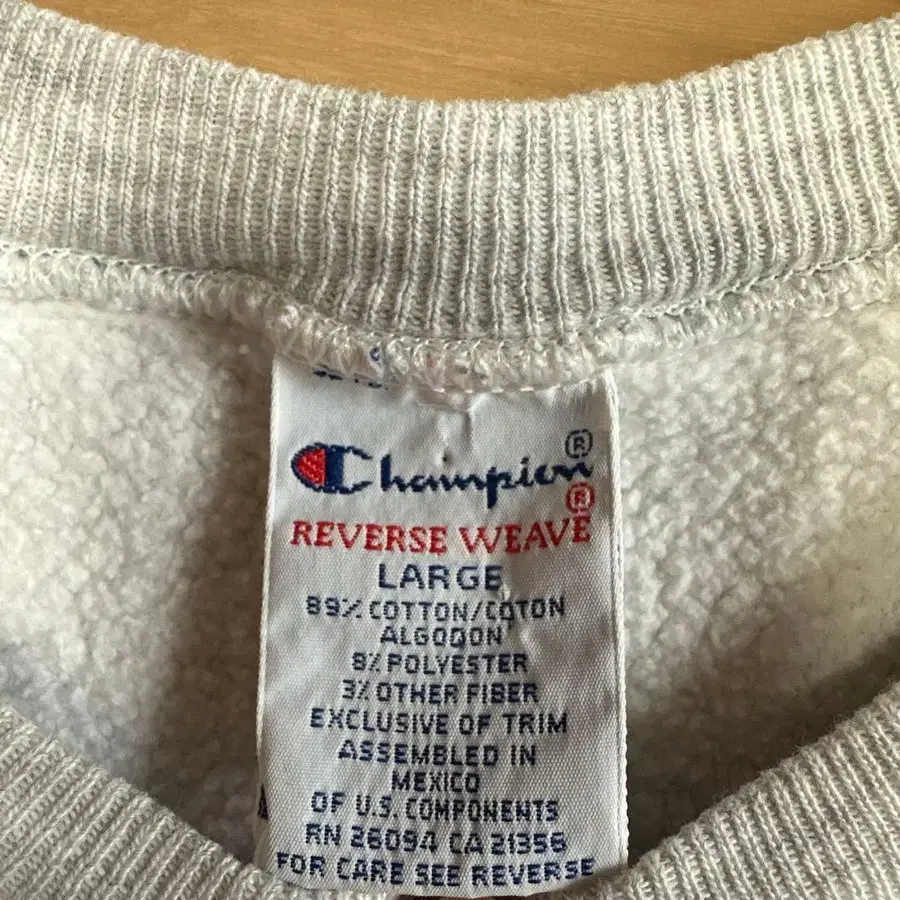 Champion®
REVERSE WEAVE®
LARGE
89% COTTON/COTON
ALGODON
8% POLYESTER
3% OTHER FIBER
EXCLUSIVE OF TRIM
ASSEMBLED IN
MEXICO
OF U.S. COMPONENTS
RN 26094 CA 21356
FOR CARE SEE REVERSE